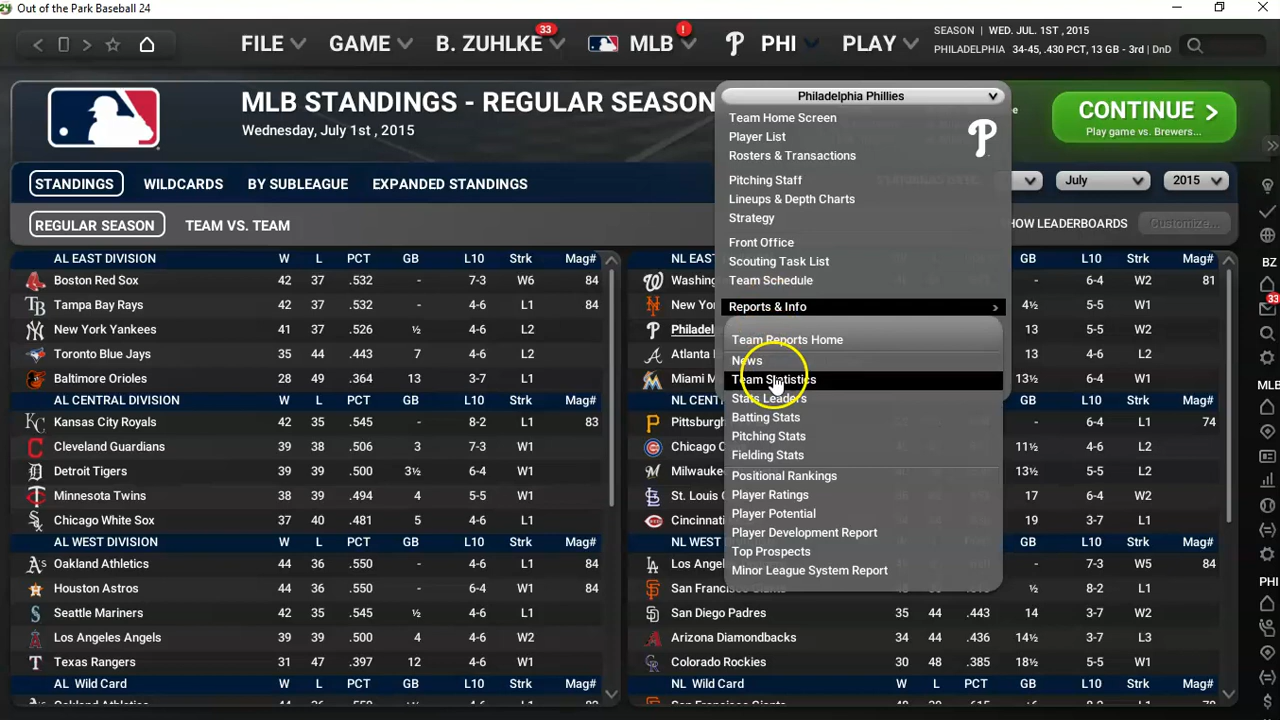 Out of the Park Baseball 24
FILE GAME B. ZUHLKE 33 MLB ! PHI PLAY
SEASON | WED. JUL. 1ST , 2015
PHILADELPHIA 34-45, .430 PCT, 13 GB - 3rd | DnD
MLB STANDINGS - REGULAR SEASON
Wednesday, July 1st , 2015
CONTINUE
Play game vs. Brewers...
STANDINGS WILDCARDS BY SUBLEAGUE EXPANDED STANDINGS
July 2015
REGULAR SEASON TEAM VS. TEAM
HOW LEADERBOARDS Customize...
Philadelphia Phillies
Team Home Screen
Player List
Rosters & Transactions
Pitching Staff
Lineups & Depth Charts
Strategy
Front Office
Scouting Task List
Team Schedule
Reports & Info
Team Reports Home
News
Team Statistics
Stats Leaders
Batting Stats
Pitching Stats
Fielding Stats
Positional Rankings
Player Ratings
Player Potential
Player Development Report
Top Prospects
Minor League System Report
AL EAST DIVISION W L PCT GB L10 Strk Mag#
Boston Red Sox 42 37 .532 - 7-3 W6 84
Tampa Bay Rays 42 37 .532 - 4-6 L1 84
New York Yankees 41 37 .526 ½ 4-6 L2
Toronto Blue Jays 35 44 .443 7 4-6 L2
Baltimore Orioles 28 49 .364 13 3-7 L1
AL CENTRAL DIVISION W L PCT GB L10 Strk Mag#
Kansas City Royals 42 35 .545 - 8-2 L1 83
Cleveland Guardians 39 38 .506 3 7-3 W1
Detroit Tigers 39 39 .500 3½ 6-4 W1
Minnesota Twins 38 39 .494 4 5-5 W1
Chicago White Sox 37 40 .481 5 4-6 L1
AL WEST DIVISION W L PCT GB L10 Strk Mag#
Oakland Athletics 44 36 .550 - 4-6 L1 84
Houston Astros 44 36 .550 - 4-6 W1 84
Seattle Mariners 42 35 .545 ½ 4-6 L1
Los Angeles Angels 39 39 .500 4 4-6 W2
Texas Rangers 31 47 .397 12 4-6 W1
AL Wild Card W L PCT GB L10 Strk Mag#
NL EAST DIVISION GB L10 Strk Mag#
Washing - 6-4 W2 81
New Yor 4½ 5-5 W1
Philadelp 13 5-5 W2
Atlanta 13 6-4 L2
Miami M 13½ 6-4 L2
NL CENT GB L10 Strk Mag#
Pittsburg - 6-4 L1 74
Chicago 11½ 6-4 L2
Milwauke 13½ 6-4 L2
St. Louis 17 6-4 W2
Cincinnat 19 3-7 L1
NL WEST GB L10 Strk Mag#
Los Ange - 6-4 W5 84
San Francisco ½ 8-2 L1
San Diego Padres 35 44 .443 14 3-7 W2
Arizona Diamondbacks 34 44 .436 14½ 3-7 L3
Colorado Rockies 30 48 .385 18½ 5-5 W1
NL Wild Card W L PCT GB L10 Strk Mag#
BZ
33
MLB
PHI